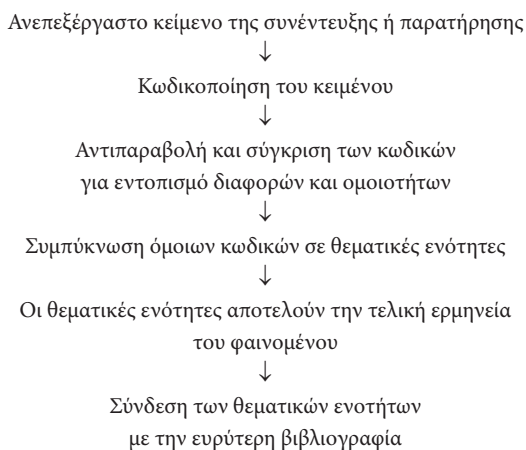 Ανεπεξέργαστο κείμενο της συνέντευξης ή παρατήρησης
↓
Κωδικοποίηση του κειμένου
↓
Αντιπαραβολή και σύγκριση των κωδικών
για εντοπισμό διαφορών και ομοιοτήτων
↓
Συμπύκνωση όμοιων κωδικών σε θεματικές ενότητες
↓
Οι θεματικές ενότητες αποτελούν την τελική ερμηνεία
του φαινομένου
↓
Σύνδεση των θεματικών ενοτήτων
με την ευρύτερη βιβλιογραφία